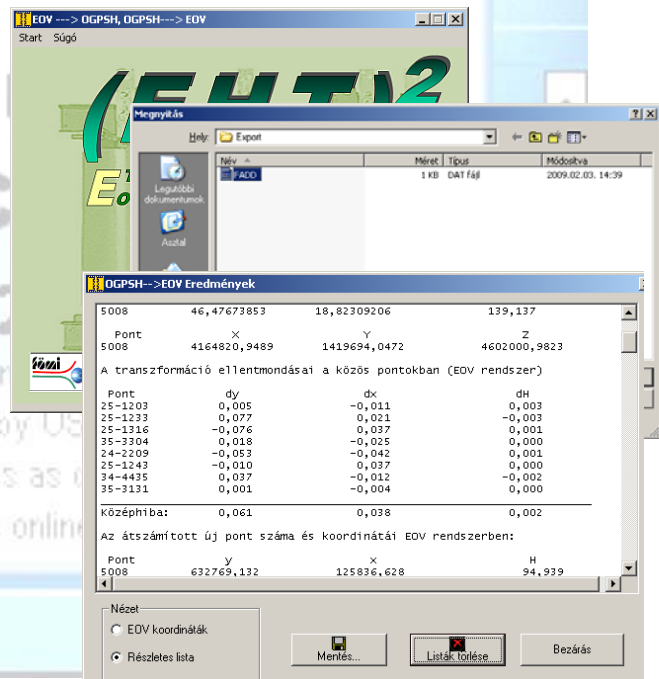 EOV ---> OGPSH, OGPSH---> EOV
Start Súgó
(EHT)2
Megnyitás
Hely: Export
Név Méret Típus Módosítva
FADD 1 KB DAT fájl 2009.02.03. 14:39
Legutóbbi dokumentumok
Asztal
fömi
OGPSH-->EOV Eredmények
5008 46,47673853 18,82309206 139,137
Pont X Y Z
5008 4164820,9489 1419694,0472 4602000,9823
A transzformáció ellentmondásai a közös pontokban (EOV rendszer)
Pont dy dx dH
25-1203 0,005 -0,011 0,003
25-1233 0,077 0,021 -0,003
25-1316 -0,076 0,037 0,001
35-3304 0,018 -0,025 0,000
24-2209 -0,053 -0,042 0,001
25-1243 -0,010 0,037 0,000
34-4435 0,037 -0,012 -0,002
35-3131 0,001 -0,004 0,000
Középhiba: 0,061 0,038 0,002
Az átszámított új pont száma és koordinátái EOV rendszerben:
Pont y x H
5008 632769,132 125836,628 94,939
Nézet
EOV koordináták
Részletes lista
Mentés...
Listák törlése
Bezárás